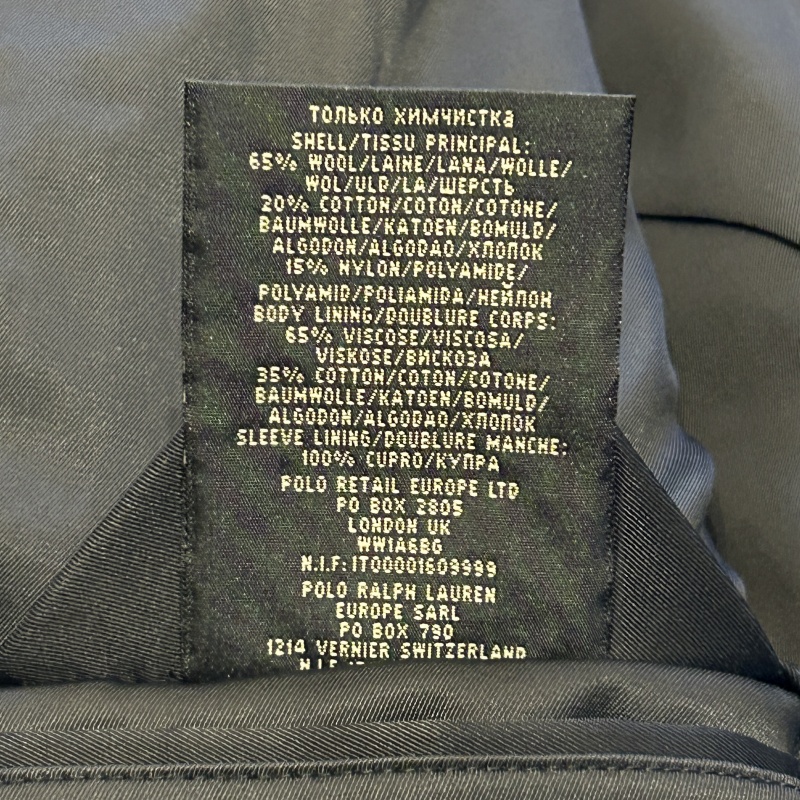 ТОЛЬКО ХИМЧИСТКА
SHELL/TISSU PRINCIPAL:
65% WOOL/LAINE/LANA/WOLLE/
WOL/ULD/LA/ШЕРСТЬ
20% COTTON/COTON/COTONE/
BAUMWOLLE/KATOEN/BOMULD/
ALGODON/ALGODAO/ХЛОПОК
15% NYLON/POLYAMIDE/
POLYAMID/POLIAMIDA/НЕЙЛОН
BODY LINING/DOUBLURE CORPS:
65% VISCOSE/VISCOSA/
VISKOSE/ВИСКОЗА
35% COTTON/COTON/COTONE/
BAUMWOLLE/KATOEN/BOMULD/
ALGODON/ALGODAO/ХЛОПОК
SLEEVE LINING/DOUBLURE MANCHE:
100% CUPRO/КУПРА
POLO RETAIL EUROPE LTD
PO BOX 2805
LONDON UK
WW1A6BG
N.I.F:IT00001609999
POLO RALPH LAUREN
EUROPE SARL
PO BOX 790
1214 VERNIER SWITZERLAND